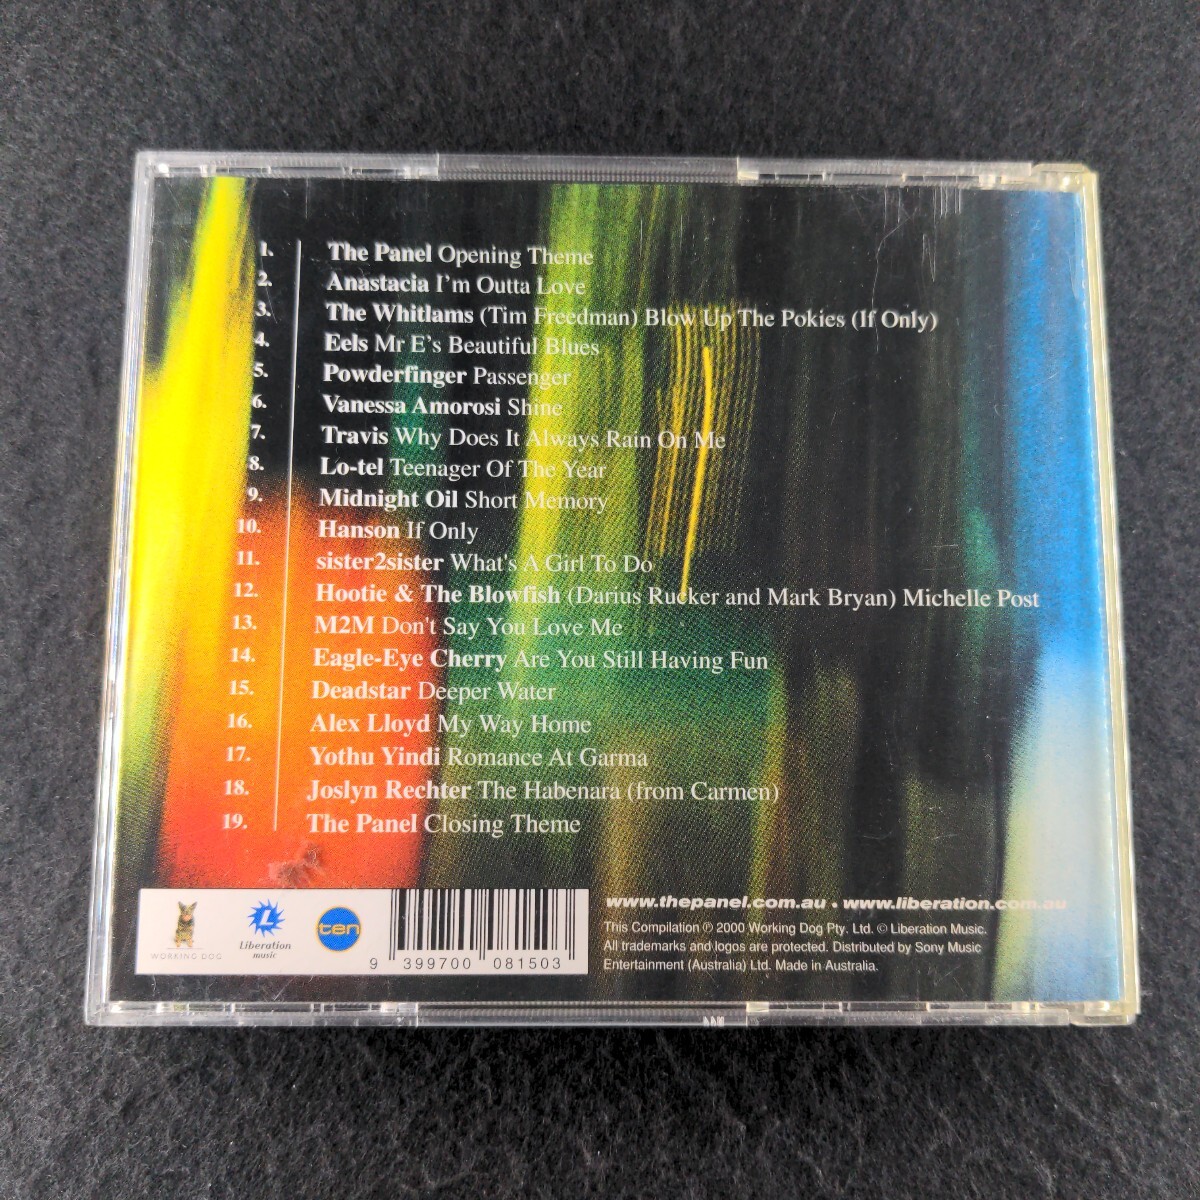 1. The Panel Opening Theme
2. Anastacia I'm Outta Love
3. The Whitlams (Tim Freedman) Blow Up The Pokies (If Only)
4. Eels Mr E's Beautiful Blues
5. Powderfinger Passenger
6. Vanessa Amorosi Shine
7. Travis Why Does It Always Rain On Me
8. Lo-tel Teenager Of The Year
9. Midnight Oil Short Memory
10. Hanson If Only
11. sister2sister What's A Girl To Do
12. Hootie & The Blowfish (Darius Rucker and Mark Bryan) Michelle Post
13. M2M Don't Say You Love Me
14. Eagle-Eye Cherry Are You Still Having Fun
15. Deadstar Deeper Water
16. Alex Lloyd My Way Home
17. Yothu Yindi Romance At Garma
18. Joslyn Rechter The Habenara (from Carmen)
19. The Panel Closing Theme
WORKING DOG
L
Liberation
music
ten
9 399700 081503
www.thepanel.com.au • www.liberation.com.au
This Compilation ℗ 2000 Working Dog Pty. Ltd. © Liberation Music.
All trademarks and logos are protected. Distributed by Sony Music
Entertainment (Australia) Ltd. Made in Australia.